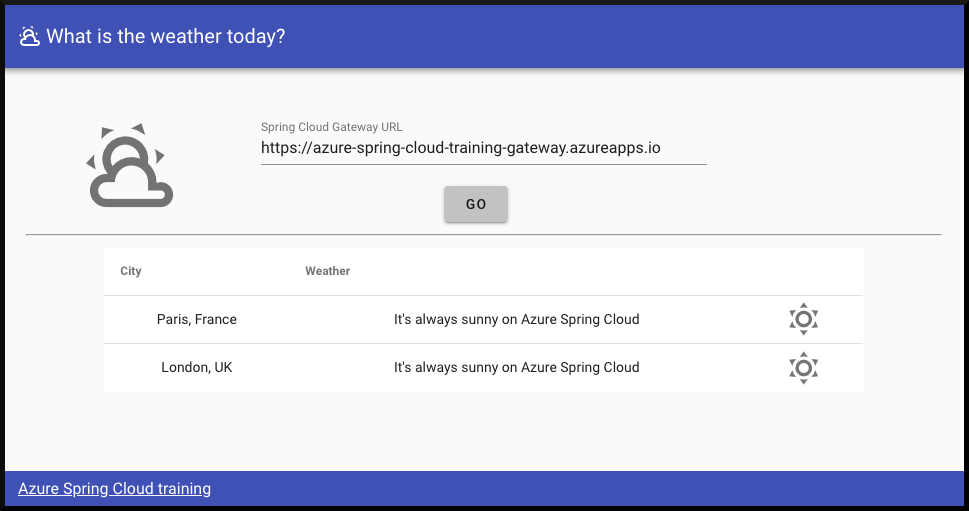 What is the weather today?
Spring Cloud Gateway URL
https://azure-spring-cloud-training-gateway.azureapps.io
GO
City Weather
Paris, France It's always sunny on Azure Spring Cloud
London, UK It's always sunny on Azure Spring Cloud
Azure Spring Cloud training